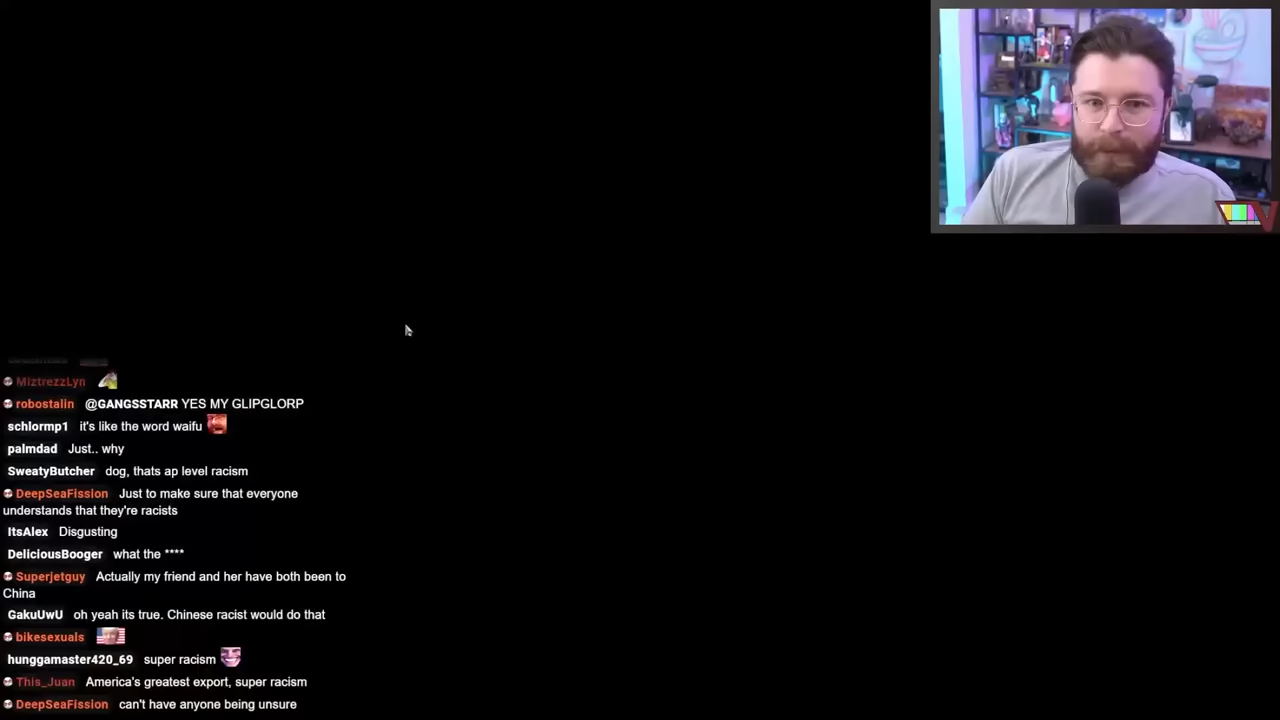 MiztrezzLyn
robostalin @GANGSSTARR YES MY GLIPGLORP
schlormp1 it's like the word waifu
palmdad Just.. why
SweatyButcher dog, thats ap level racism
DeepSeaFission Just to make sure that everyone
understands that they're racists
ItsAlex Disgusting
DeliciousBooger what the ****
Superjetguy Actually my friend and her have both been to
China
GakuUwU oh yeah its true. Chinese racist would do that
bikesexuals
hunggamaster420_69 super racism
This_Juan America's greatest export, super racism
DeepSeaFission can't have anyone being unsure